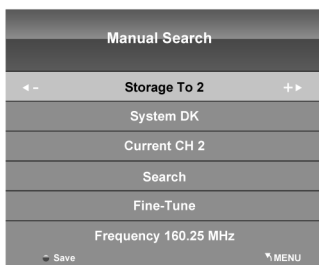 Manual Search
- Storage To 2 +
System DK
Current CH 2
Search
Fine-Tune
Frequency 160.25 MHz
Save MENU